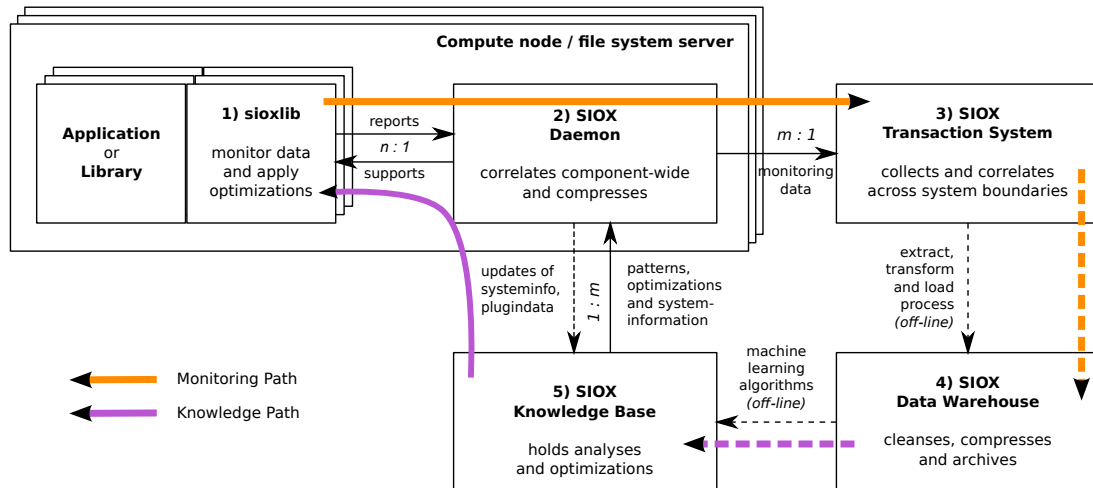 Compute node / file system server
Application
or
Library
1) sioxlib
monitor data
and apply
optimizations
reports
n : 1
supports
2) SIOX
Daemon
correlates component-wide
and compresses
m : 1
monitoring
data
3) SIOX
Transaction System
collects and correlates
across system boundaries
updates of
systeminfo,
plugindata
1 : m
patterns,
optimizations
and system-
information
extract,
transform
and load
process
(off-line)
Monitoring Path
Knowledge Path
5) SIOX
Knowledge Base
holds analyses
and optimizations
machine
learning
algorithms
(off-line)
4) SIOX
Data Warehouse
cleanses, compresses
and archives